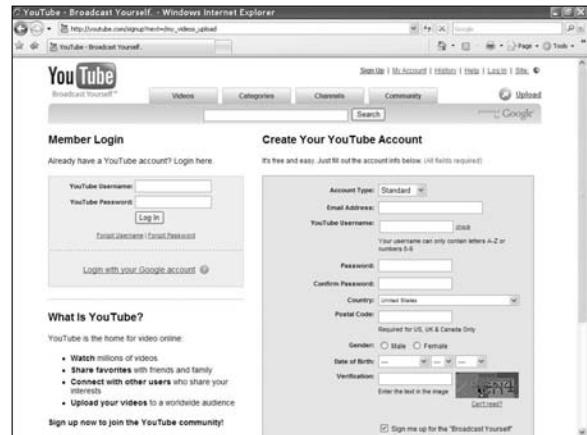 YouTube - Broadcast Yourself. - Windows Internet Explorer
http://youtube.com/signup?next=/my_videos_upload
Google
YouTube - Broadcast Yourself.
Page
Tools
You Tube
Broadcast Yourself™
Sign Up | My Account | History | Help | Log In | Site:
Videos
Categories
Channels
Community
Upload
Search
Google
Member Login
Already have a YouTube account? Login here.
YouTube Username:
YouTube Password:
Log In
Forgot Username | Forgot Password
Login with your Google account
What Is YouTube?
YouTube is the home for video online:
• Watch millions of videos
• Share favorites with friends and family
• Connect with other users who share your
interests
• Upload your videos to a worldwide audience
Sign up now to join the YouTube community!
Create Your YouTube Account
It's free and easy. Just fill out the account info below. (All fields required)
Account Type: Standard
Email Address:
YouTube Username:
check
Your username can only contain letters A-Z or
numbers 0-9
Password:
Confirm Password:
Country: United States
Postal Code:
Required for US, UK & Canada Only
Gender: Male Female
Date of Birth: --- --- ---
Verification:
Enter the text in the image
Can't read?
Sign me up for the "Broadcast Yourself"